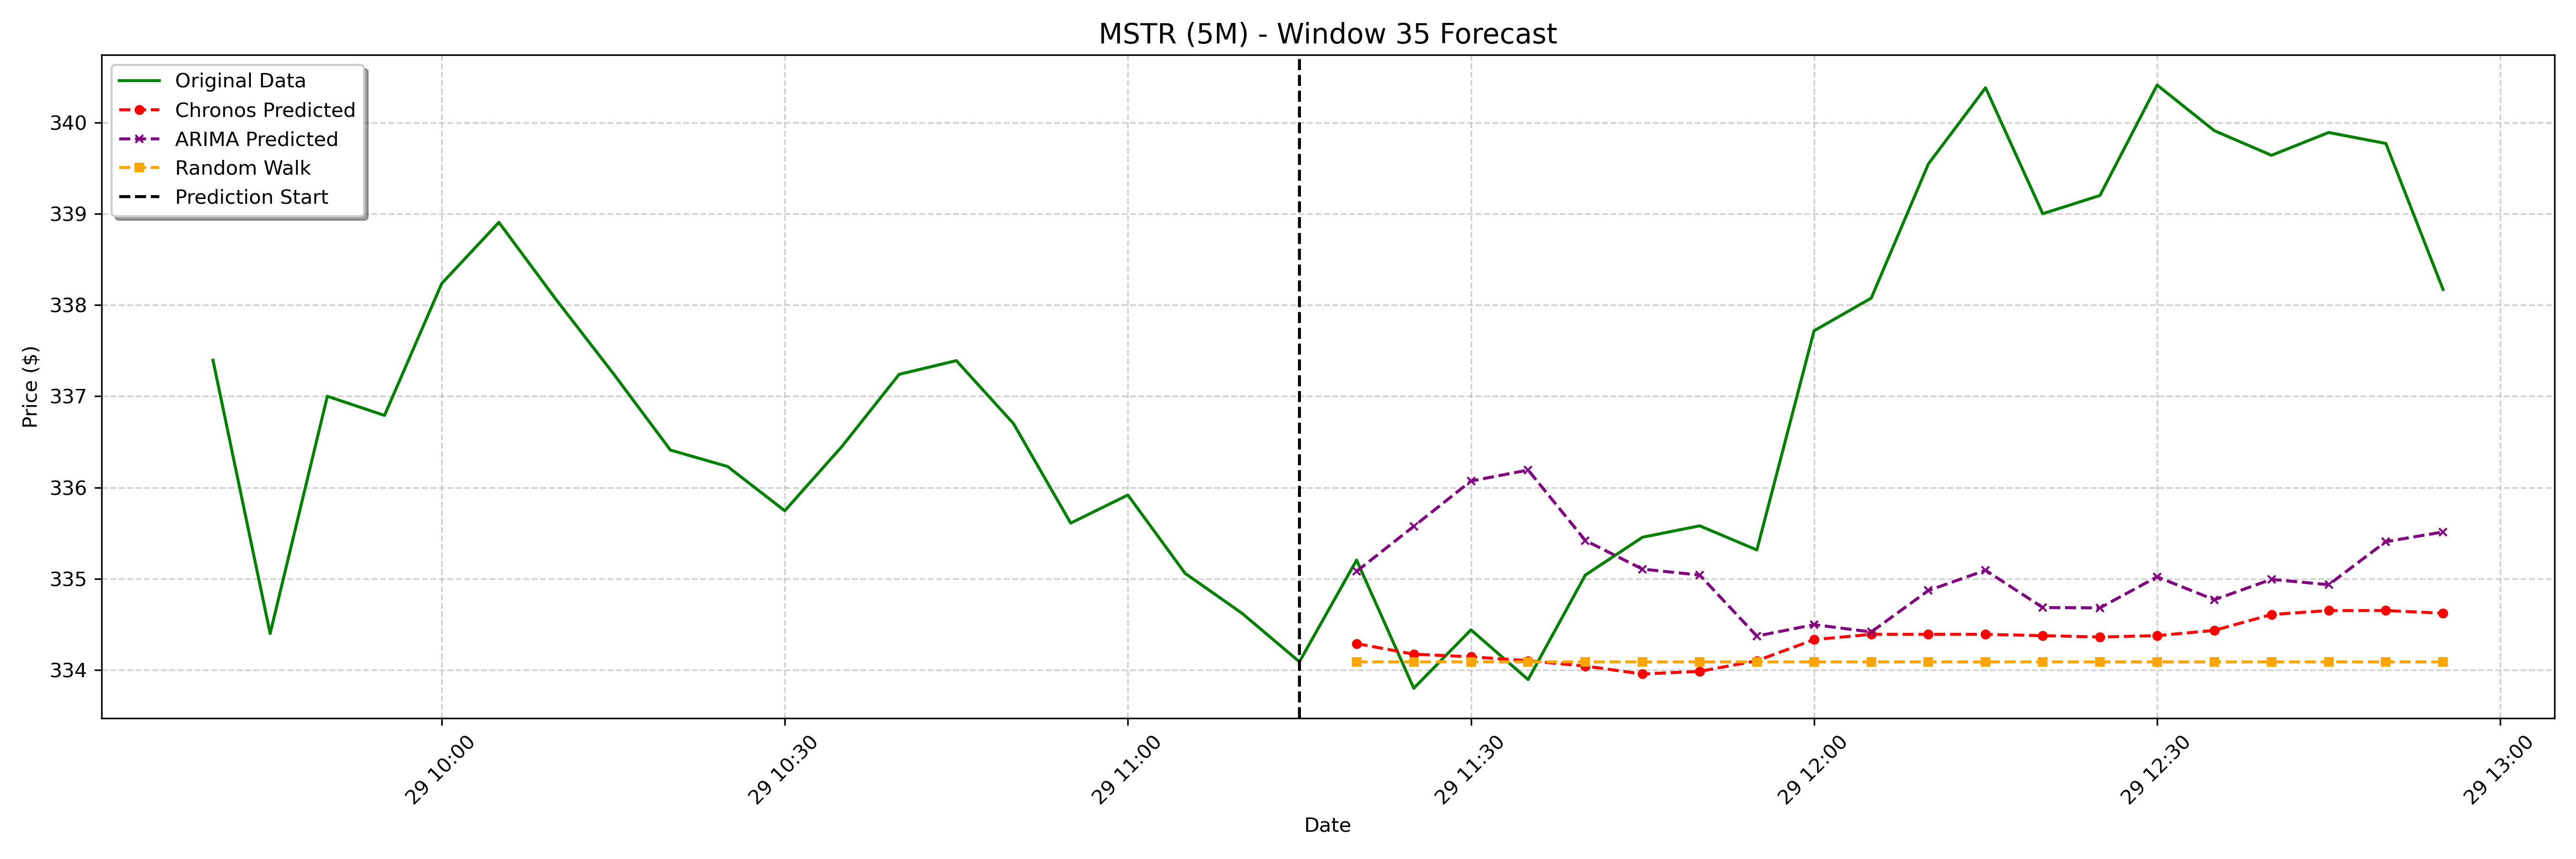 MSTR (5M) - Window 35 Forecast
Original Data
Chronos Predicted
ARIMA Predicted
Random Walk
Prediction Start
Price ($)
340
339
338
337
336
335
334
29 10:00
29 10:30
29 11:00
29 11:30
29 12:00
29 12:30
29 13:00
Date